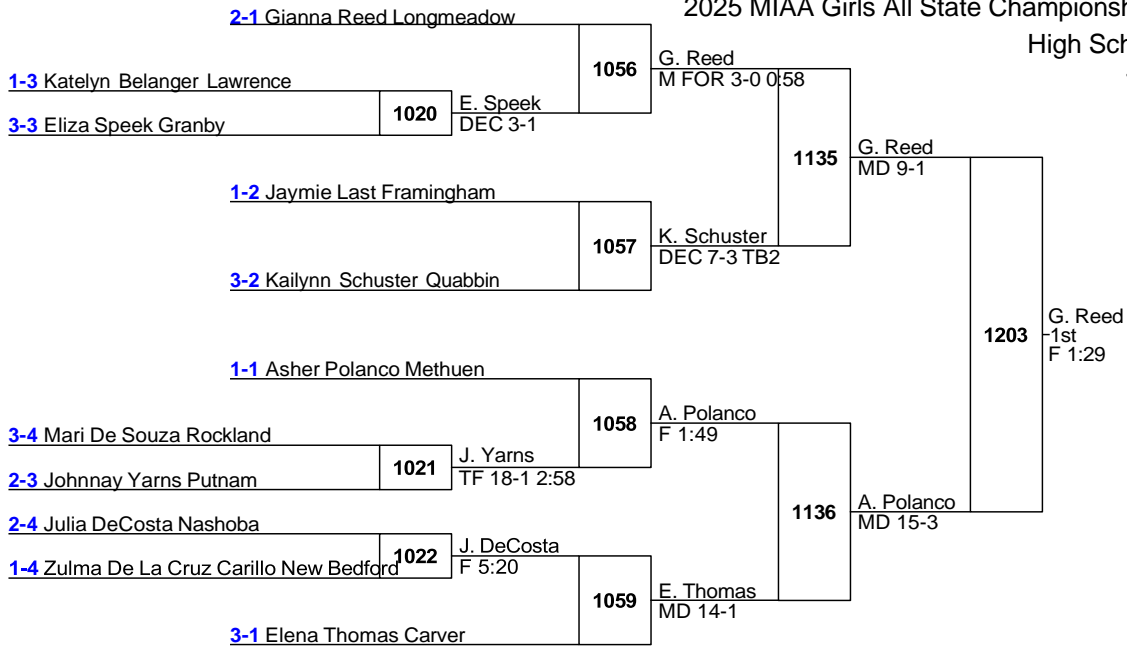 2025 MIAA Girls All State Championsh
High Sch
2-1 Gianna Reed Longmeadow
1056
G. Reed
M FOR 3-0 0:58
1-3 Katelyn Belanger Lawrence
1020
E. Speek
DEC 3-1
3-3 Eliza Speek Granby
1135
G. Reed
MD 9-1
1-2 Jaymie Last Framingham
1057
K. Schuster
DEC 7-3 TB2
3-2 Kailynn Schuster Quabbin
1203
G. Reed
1st
F 1:29
1-1 Asher Polanco Methuen
1058
A. Polanco
F 1:49
3-4 Mari De Souza Rockland
1021
J. Yarns
TF 18-1 2:58
2-3 Johnnay Yarns Putnam
1136
A. Polanco
MD 15-3
2-4 Julia DeCosta Nashoba
1022
J. DeCosta
F 5:20
1-4 Zulma De La Cruz Carillo New Bedford
1059
E. Thomas
MD 14-1
3-1 Elena Thomas Carver